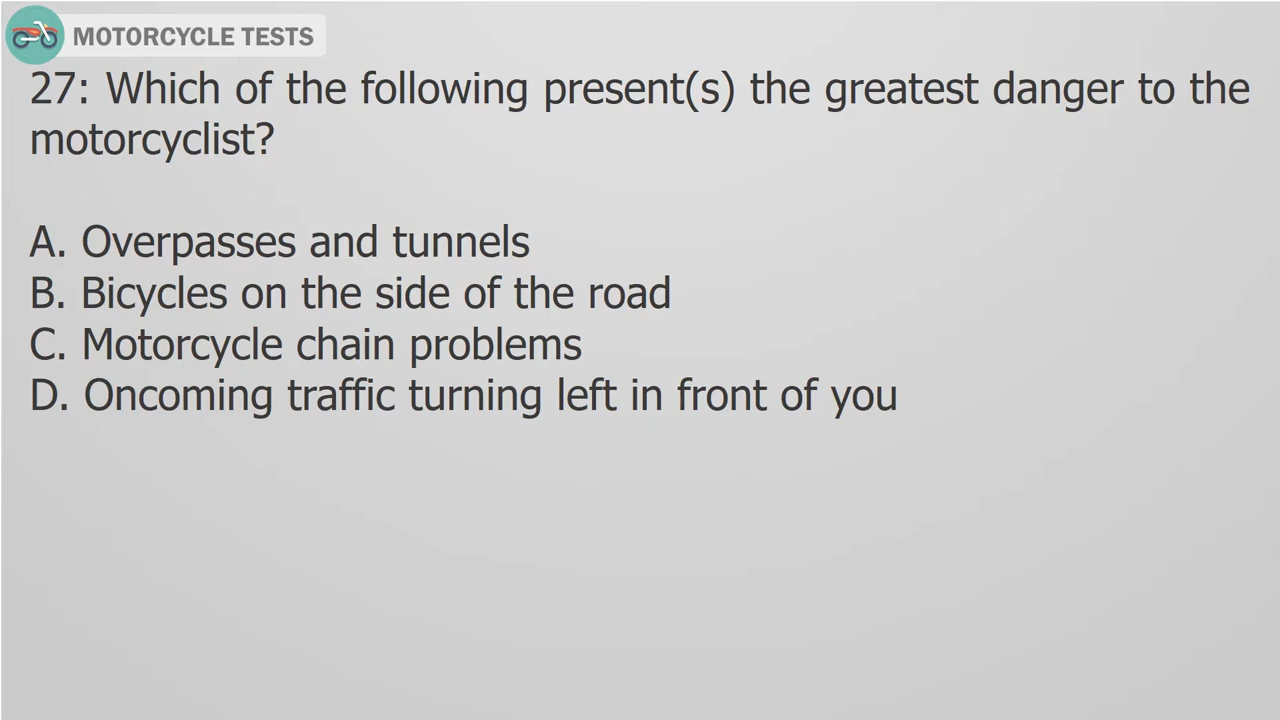 MOTORCYCLE TESTS
27: Which of the following present(s) the greatest danger to the
motorcyclist?
A. Overpasses and tunnels
B. Bicycles on the side of the road
C. Motorcycle chain problems
D. Oncoming traffic turning left in front of you